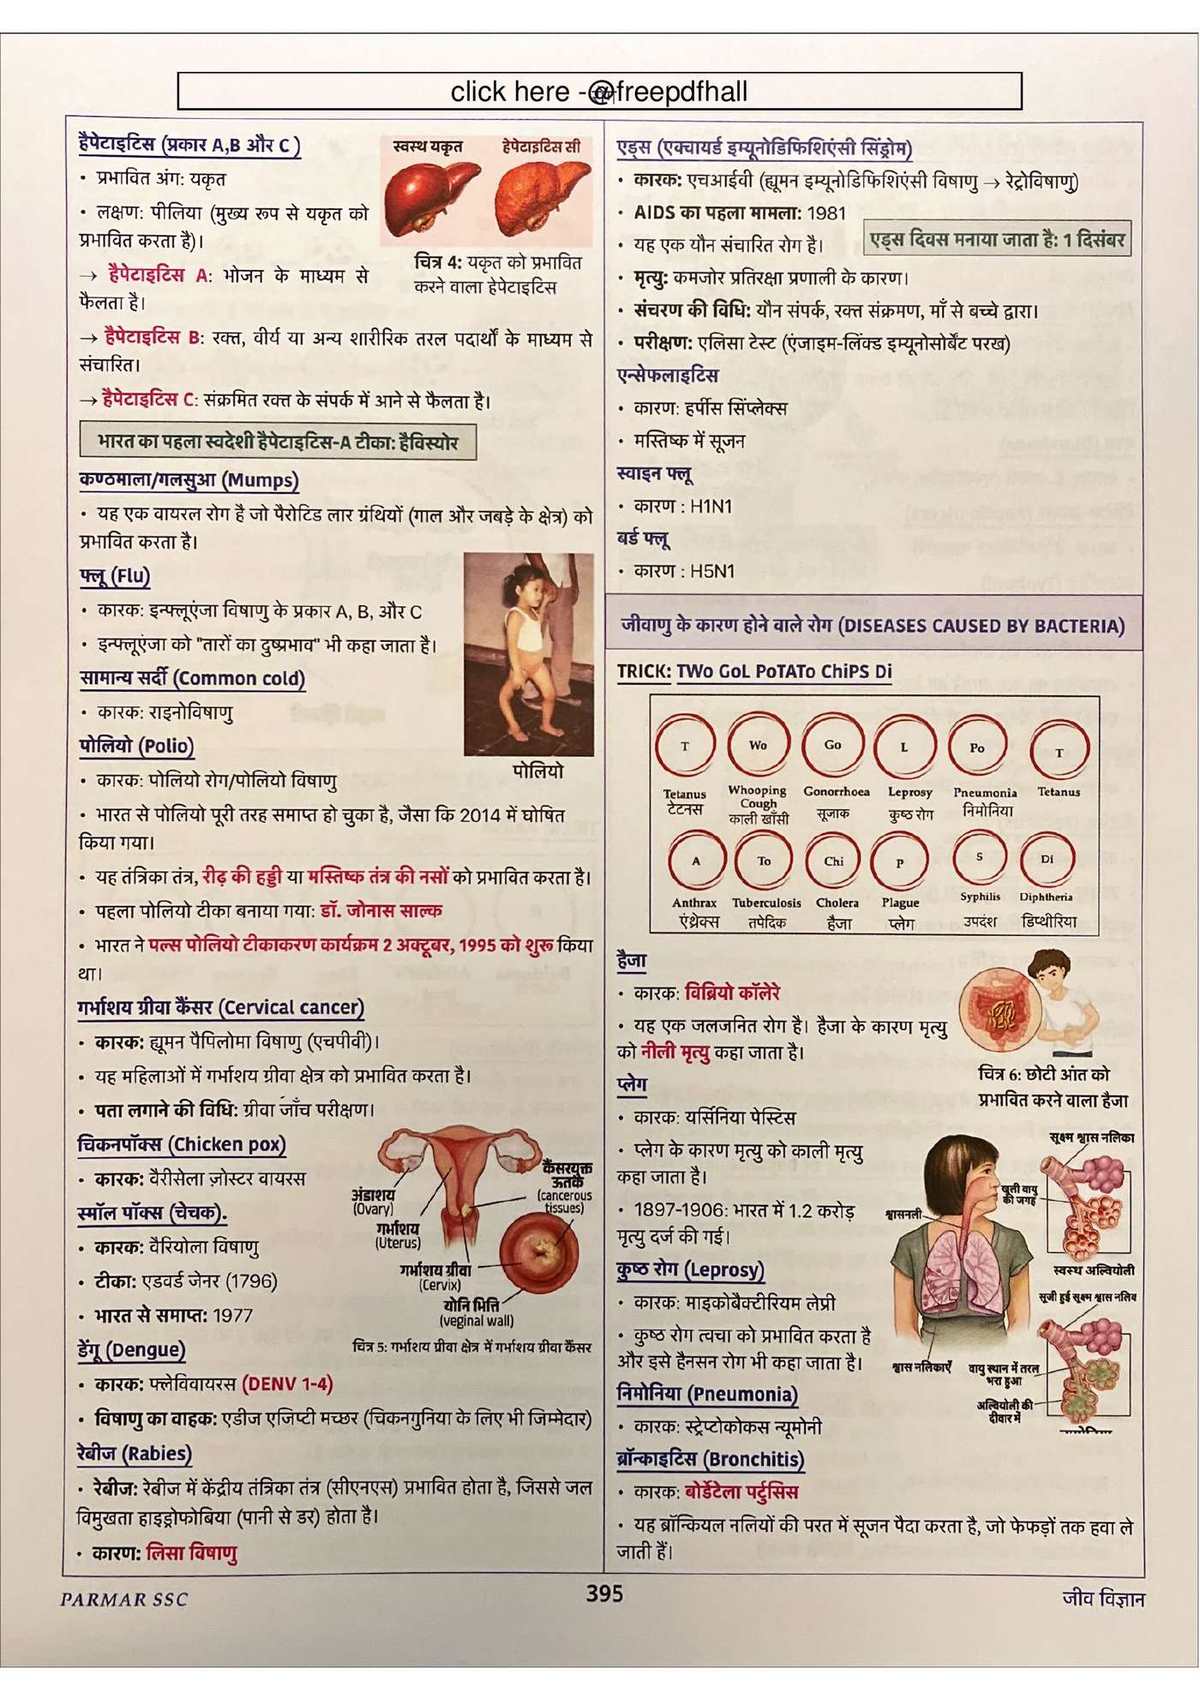 click here -@freepdfhall
हैपेटाइटिस (प्रकार A,B और C )
• प्रभावित अंग: यकृत
• लक्षण: पीलिया (मुख्य रूप से यकृत को
प्रभावित करता है)।
→ हैपेटाइटिस A: भोजन के माध्यम से
फैलता है।
स्वस्थ यकृत
हेपेटाइटिस सी
चित्र 4: यकृत को प्रभावित
करने वाला हेपेटाइटिस
→ हैपेटाइटिस B: रक्त, वीर्य या अन्य शारीरिक तरल पदार्थों के माध्यम से
संचारित।
→ हैपेटाइटिस C: संक्रमित रक्त के संपर्क में आने से फैलता है।
भारत का पहला स्वदेशी हैपेटाइटिस-A टीका: हैविस्योर
कण्ठमाला/गलसुआ (Mumps)
• यह एक वायरल रोग है जो पैरोटिड लार ग्रंथियों (गाल और जबड़े के क्षेत्र) को
प्रभावित करता है।
फ्लू (Flu)
• कारक: इन्फ्लूएंजा विषाणु के प्रकार A, B, और C
• इन्फ्लूएंजा को "तारों का दुष्प्रभाव" भी कहा जाता है।
सामान्य सर्दी (Common cold)
• कारक: राइनोविषाणु
पोलियो (Polio)
पोलियो
• कारक: पोलियो रोग/पोलियो विषाणु
• भारत से पोलियो पूरी तरह समाप्त हो चुका है, जैसा कि 2014 में घोषित
किया गया।
• यह तंत्रिका तंत्र, रीढ़ की हड्डी या मस्तिष्क तंत्र की नसों को प्रभावित करता है।
• पहला पोलियो टीका बनाया गया: डॉ. जोनास साल्क
• भारत ने पल्स पोलियो टीकाकरण कार्यक्रम 2 अक्टूबर, 1995 को शुरू किया
था।
गर्भाशय ग्रीवा कैंसर (Cervical cancer)
• कारक: ह्यूमन पैपिलोमा विषाणु (एचपीवी)।
• यह महिलाओं में गर्भाशय ग्रीवा क्षेत्र को प्रभावित करता है।
• पता लगाने की विधि: ग्रीवा जाँच परीक्षण।
चिकनपॉक्स (Chicken pox)
• कारक: वैरीसेला ज़ोस्टर वायरस
स्मॉल पॉक्स (चेचक).
• कारक: वैरियोला विषाणु
• टीका: एडवर्ड जेनर (1796)
• भारत से समाप्त: 1977
अंडाशय
(Ovary)
गर्भाशय
(Uterus)
गर्भाशय ग्रीवा
(Cervix)
योनि भित्ति
(veginal wall)
कैंसरयुक्त
ऊतक
(cancerous
tissues)
चित्र 5: गर्भाशय ग्रीवा क्षेत्र में गर्भाशय ग्रीवा कैंसर
डेंगू (Dengue)
• कारक: फ्लेविवायरस (DENV 1-4)
• विषाणु का वाहक: एडीज एजिप्टी मच्छर (चिकनगुनिया के लिए भी जिम्मेदार)
रेबीज (Rabies)
• रेबीज: रेबीज में केंद्रीय तंत्रिका तंत्र (सीएनएस) प्रभावित होता है, जिससे जल
विमुखता हाइड्रोफोबिया (पानी से डर) होता है।
• कारण: लिसा विषाणु
एड्स (एक्वायर्ड इम्यूनोडिफिशिएंसी सिंड्रोम)
• कारक: एचआईवी (ह्यूमन इम्यूनोडिफिशिएंसी विषाणु → रेट्रोविषाणु)
• AIDS का पहला मामला: 1981
• यह एक यौन संचारित रोग है।
एड्स दिवस मनाया जाता है: 1 दिसंबर
• मृत्यु: कमजोर प्रतिरक्षा प्रणाली के कारण।
• संचरण की विधि: यौन संपर्क, रक्त संक्रमण, माँ से बच्चे द्वारा।
• परीक्षण: एलिसा टेस्ट (एंजाइम-लिंक्ड इम्यूनोसोर्बेंट परख)
एन्सेफलाइटिस
• कारण: हर्पीस सिंप्लेक्स
• मस्तिष्क में सूजन
स्वाइन फ्लू
• कारण : H1N1
बर्ड फ्लू
• कारण : H5N1
जीवाणु के कारण होने वाले रोग (DISEASES CAUSED BY BACTERIA)
TRICK: TWo GoL PoTATo ChiPS Di
T Wo Go L Po T
Tetanus Whooping Cough Gonorrhoea Leprosy Pneumonia Tetanus
टेटनस काली खाँसी सूजाक कुष्ठ रोग निमोनिया
A To Chi P S Di
Anthrax Tuberculosis Cholera Plague Syphilis Diphtheria
एंथ्रेक्स तपेदिक हैजा प्लेग उपदंश डिप्थीरिया
हैजा
• कारक: विब्रियो कॉलेरे
• यह एक जलजनित रोग है। हैजा के कारण मृत्यु
को नीली मृत्यु कहा जाता है।
चित्र 6: छोटी आंत को
प्रभावित करने वाला हैजा
प्लेग
• कारक: यर्सिनिया पेस्टिस
• प्लेग के कारण मृत्यु को काली मृत्यु
कहा जाता है।
• 1897-1906: भारत में 1.2 करोड़
मृत्यु दर्ज की गई।
कुष्ठ रोग (Leprosy)
• कारक: माइकोबैक्टीरियम लेप्री
• कुष्ठ रोग त्वचा को प्रभावित करता है
और इसे हैनसन रोग भी कहा जाता है।
सूक्ष्म श्वास नलिका
खुली वायु
की जगह
श्वासनली
स्वस्थ अल्वियोली
सूजी हुई सूक्ष्म श्वास नलिय
श्वास नलिकाएँ
वायु स्थान में तरल
भरा हुआ
अल्वियोली की
दीवार में
निमोनिया (Pneumonia)
• कारक: स्ट्रेप्टोकोकस न्यूमोनी
ब्रॉन्काइटिस (Bronchitis)
• कारक: बोर्डेटेला पर्टुसिस
• यह ब्रॉन्कियल नलियों की परत में सूजन पैदा करता है, जो फेफड़ों तक हवा ले
जाती हैं।
PARMAR SSC
395
जीव विज्ञान